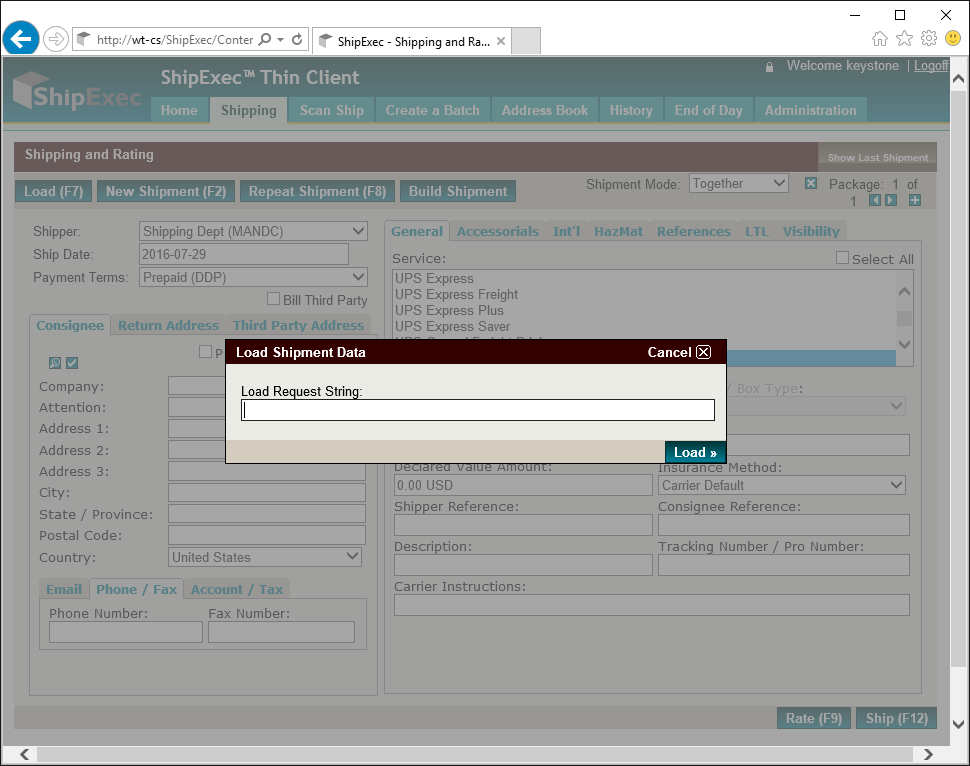 http://wt-cs/ShipExec/Conter
ShipExec - Shipping and Ra...
ShipExec
ShipExec™ Thin Client
Welcome keystone | Logoff
Home Shipping Scan Ship Create a Batch Address Book History End of Day Administration
Shipping and Rating
Show Last Shipment
Load (F7) New Shipment (F2) Repeat Shipment (F8) Build Shipment
Shipment Mode: Together Package: 1 of
1
Shipper: Shipping Dept (MANDC)
Ship Date: 2016-07-29
Payment Terms: Prepaid (DDP)
Bill Third Party
General Accessorials Int'l HazMat References LTL Visibility
Service: Select All
UPS Express
UPS Express Freight
UPS Express Plus
UPS Express Saver
Consignee Return Address Third Party Address
P
Load Shipment Data Cancel
Load Request String:
Load »
/ Box Type:
Company:
Attention:
Address 1:
Address 2:
Address 3:
City:
State / Province:
Postal Code:
Country: United States
Email Phone / Fax Account / Tax
Phone Number: Fax Number:
Declared Value Amount: Insurance Method:
0.00 USD Carrier Default
Shipper Reference: Consignee Reference:
Description: Tracking Number / Pro Number:
Carrier Instructions:
Rate (F9) Ship (F12)